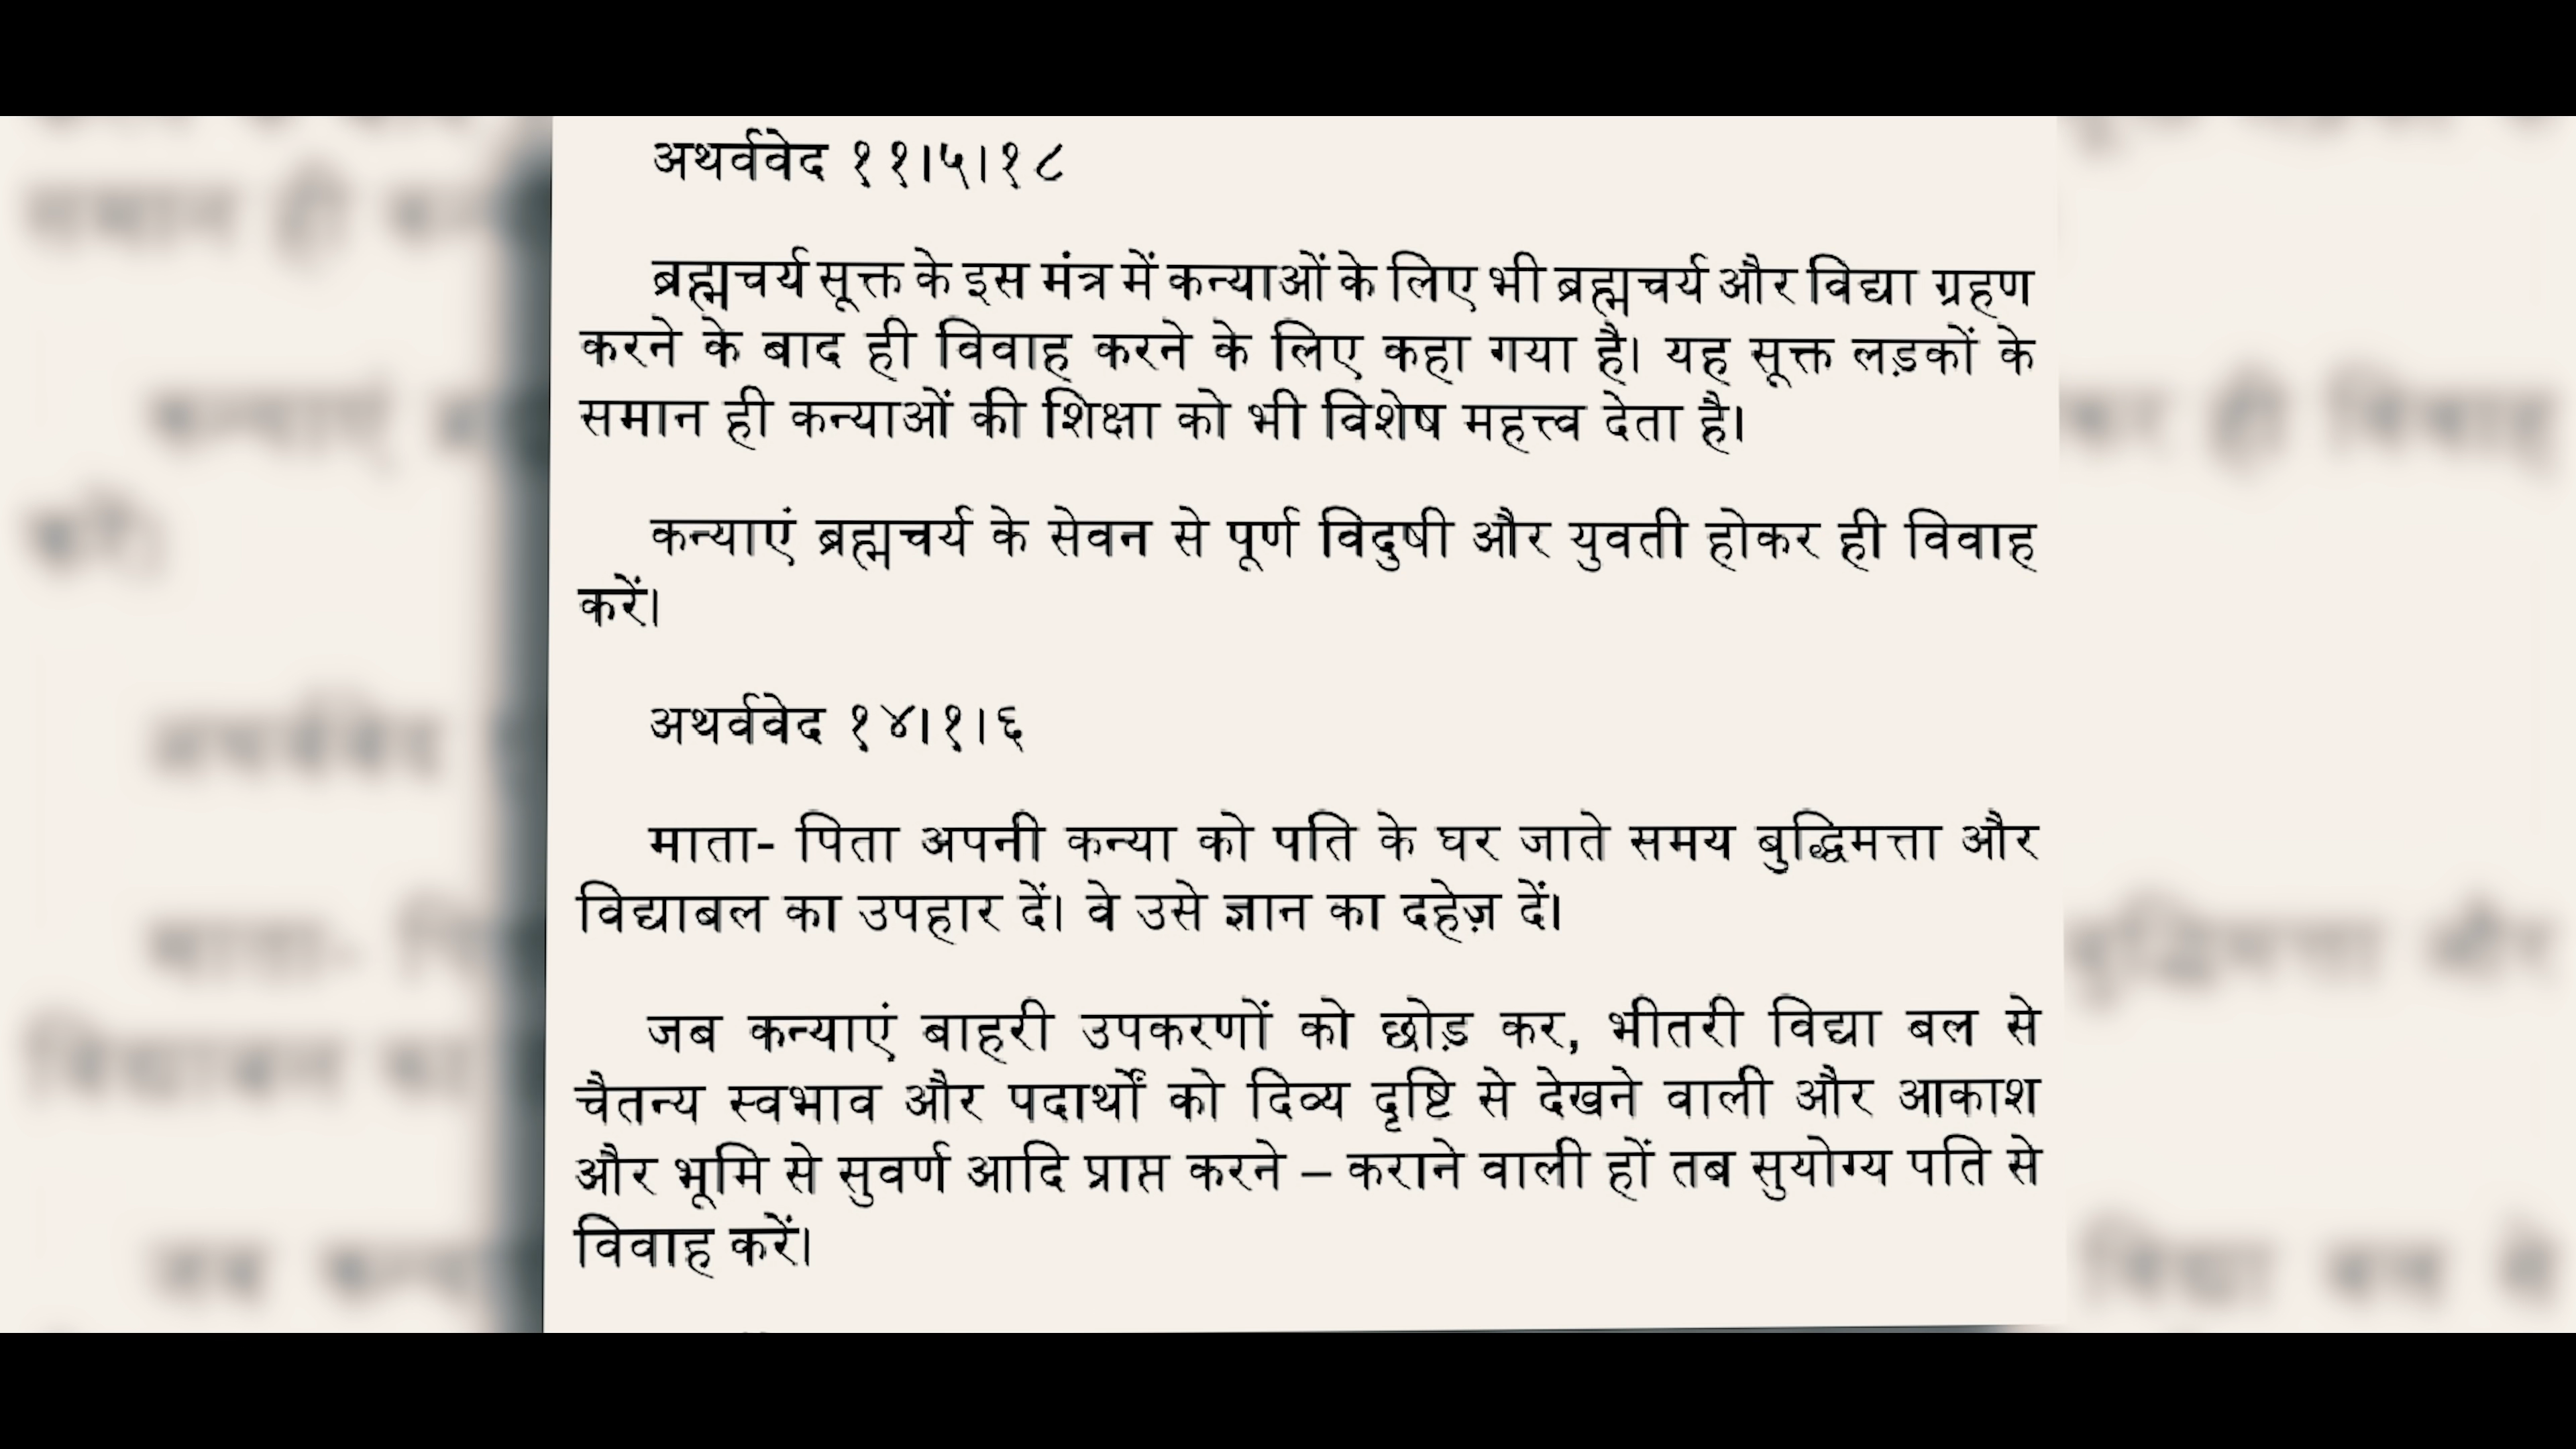 अथर्ववेद ११।५।१८
ब्रह्मचर्य सूक्त के इस मंत्र में कन्याओं के लिए भी ब्रह्मचर्य और विद्या ग्रहण
करने के बाद ही विवाह करने के लिए कहा गया है। यह सूक्त लड़कों के
समान ही कन्याओं की शिक्षा को भी विशेष महत्त्व देता है।
कन्याएं ब्रह्मचर्य के सेवन से पूर्ण विदुषी और युवती होकर ही विवाह
करें।
अथर्ववेद १४।१।६
माता- पिता अपनी कन्या को पति के घर जाते समय बुद्धिमत्ता और
विद्याबल का उपहार दें। वे उसे ज्ञान का दहेज़ दें।
जब कन्याएं बाहरी उपकरणों को छोड़ कर, भीतरी विद्या बल से
चैतन्य स्वभाव और पदार्थों को दिव्य दृष्टि से देखने वाली और आकाश
और भूमि से सुवर्ण आदि प्राप्त करने – कराने वाली हों तब सुयोग्य पति से
विवाह करें।